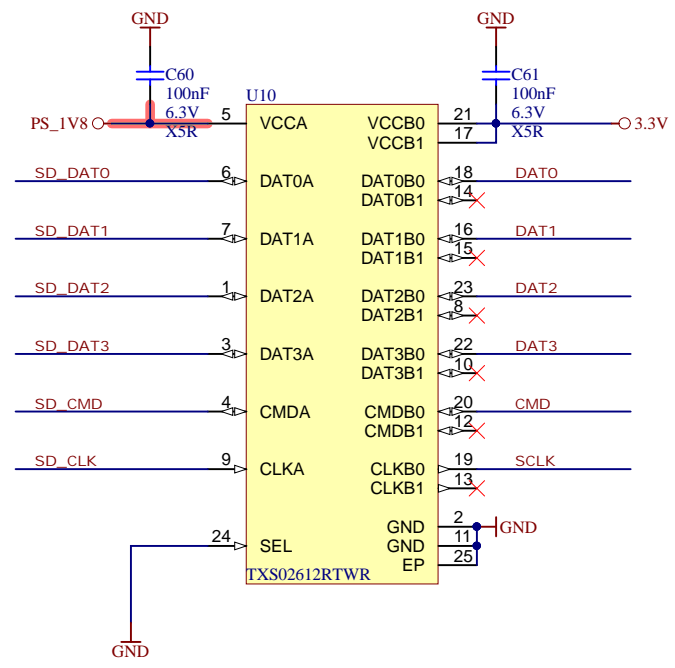 GND
GND
C60
100nF
6.3V
X5R
C61
100nF
6.3V
X5R
U10
PS_1V8
5
VCCA
VCCB0
21
3.3V
VCCB1
17
SD_DAT0
6
DAT0A
DAT0B0
18
DAT0
DAT0B1
14
SD_DAT1
7
DAT1A
DAT1B0
16
DAT1
DAT1B1
15
SD_DAT2
1
DAT2A
DAT2B0
23
DAT2
DAT2B1
8
SD_DAT3
3
DAT3A
DAT3B0
22
DAT3
DAT3B1
10
SD_CMD
4
CMDA
CMDB0
20
CMD
CMDB1
12
SD_CLK
9
CLKA
CLKB0
19
SCLK
CLKB1
13
GND
2
GND
24
SEL
GND
11
EP
25
TXS02612RTWR
GND